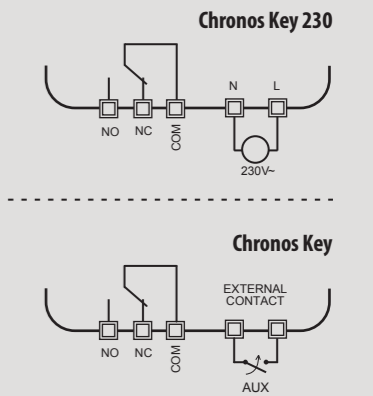 Chronos Key 230
N L
NO NC COM
230V~
Chronos Key
EXTERNAL
CONTACT
NO NC COM
AUX